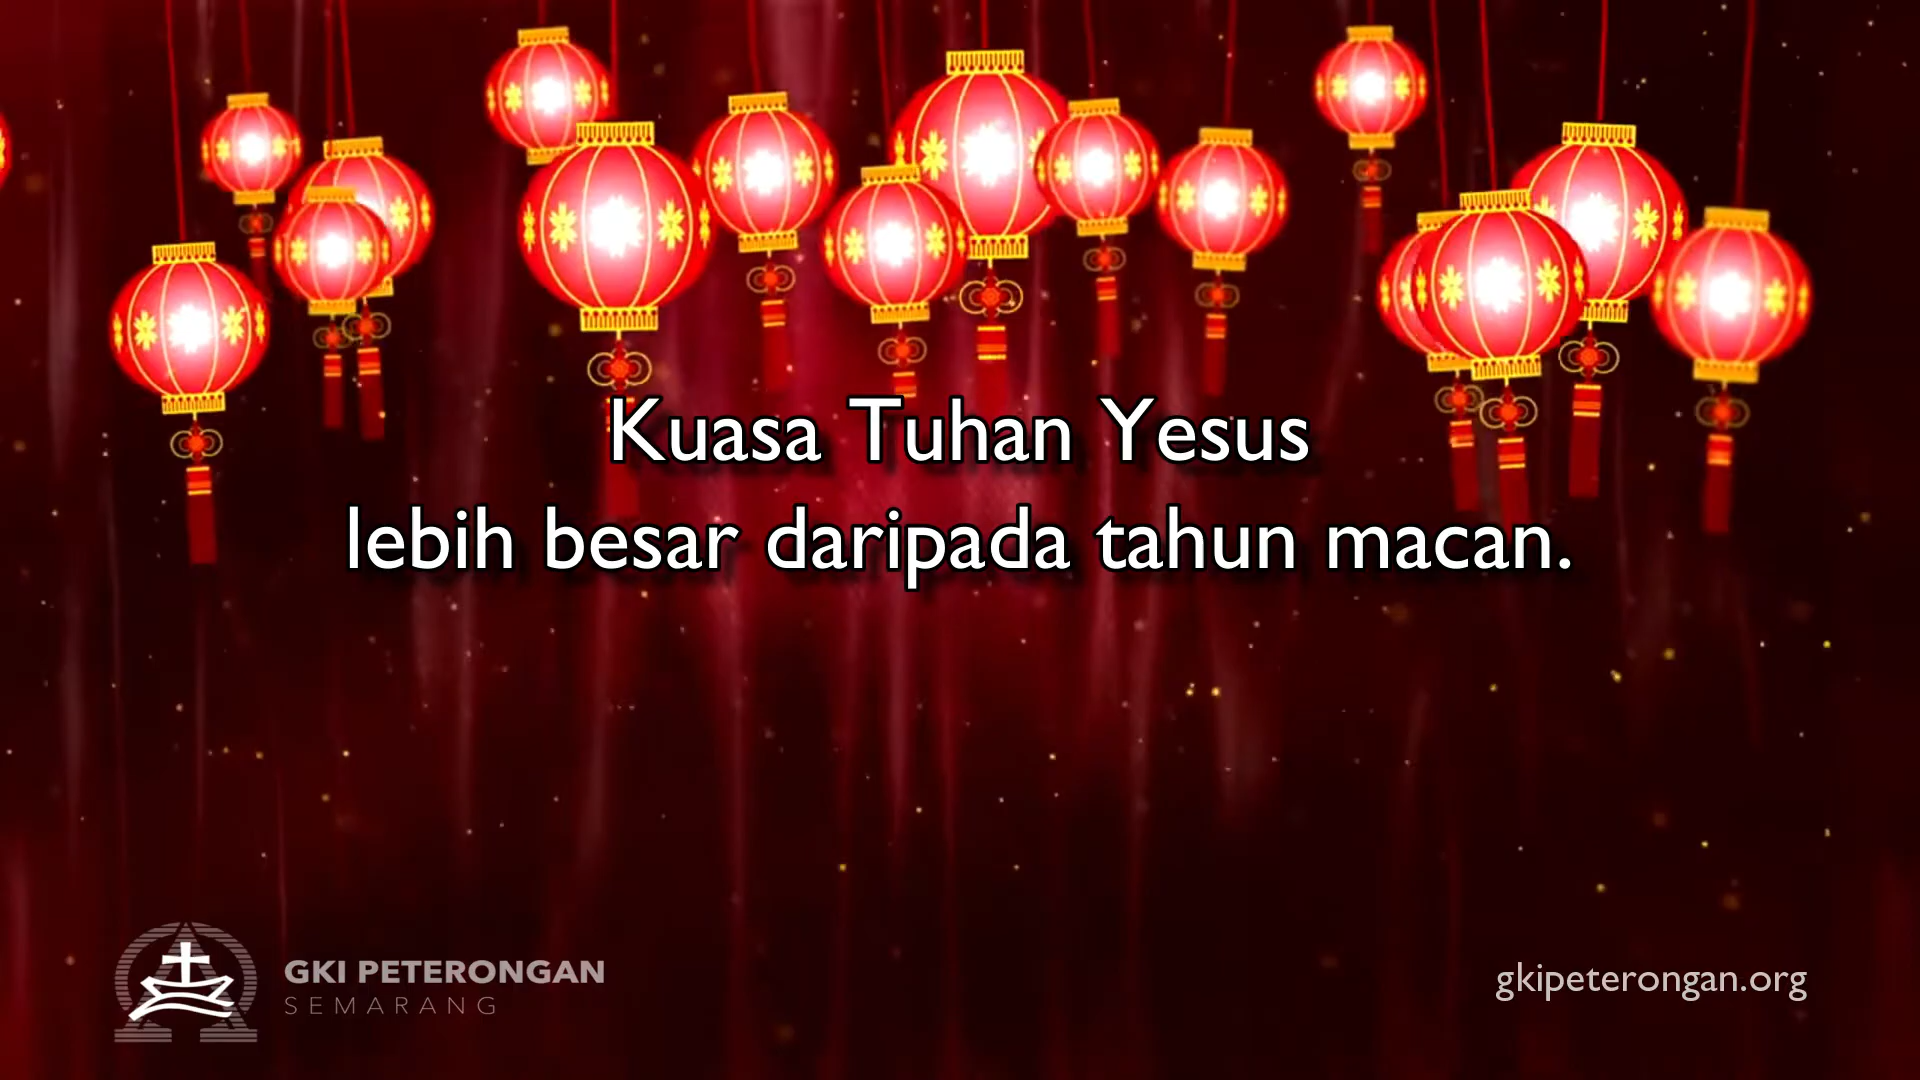 Kuasa Tuhan Yesus
lebih besar daripada tahun macan.
GKI PETERONGAN
SEMARANG
gkipeterongan.org